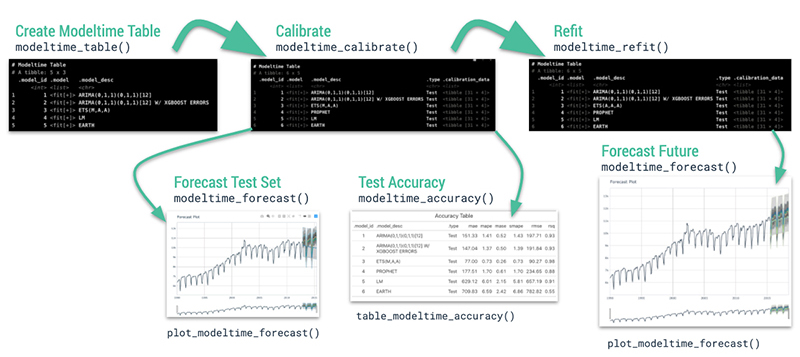 Create Modeltime Table
modeltime_table()
# Modeltime Table
# A tibble: 5 x 3
.model_id .model .model_desc
<int> <list> <chr>
1 1 <fit[+]> ARIMA(0,1,1)(0,1,1)[12]
2 2 <fit[+]> ARIMA(0,1,1)(0,1,1)[12] W/ XGBOOST ERRORS
3 3 <fit[+]> ETS(M,A,A)
4 4 <fit[+]> LM
5 5 <fit[+]> EARTH
Calibrate
modeltime_calibrate()
# Modeltime Table
# A tibble: 6 x 5
.model_id .model .model_desc .type .calibration_data
<int> <list> <chr> <chr> <list>
1 <fit[+]> ARIMA(0,1,1)(0,1,1)[12] Test <tibble [31 × 4]>
2 <fit[+]> ARIMA(0,1,1)(0,1,1)[12] W/ XGBOOST ERRORS Test <tibble [31 × 4]>
3 <fit[+]> ETS(M,A,A) Test <tibble [31 × 4]>
4 <fit[+]> PROPHET Test <tibble [31 × 4]>
5 <fit[+]> LM Test <tibble [31 × 4]>
6 <fit[+]> EARTH Test <tibble [31 × 4]>
Refit
modeltime_refit()
# Modeltime Table
# A tibble: 6 x 5
.model_id .model .model_desc .type .calibration_data
<int> <list> <chr> <chr> <list>
1 <fit[+]> ARIMA(0,1,1)(0,1,1)[12] Test <tibble [31 × 4]>
2 <fit[+]> ARIMA(0,1,1)(0,1,1)[12] W/ XGBOOST ERRORS Test <tibble [31 × 4]>
3 <fit[+]> ETS(M,A,A) Test <tibble [31 × 4]>
4 <fit[+]> PROPHET Test <tibble [31 × 4]>
5 <fit[+]> LM Test <tibble [31 × 4]>
6 <fit[+]> EARTH Test <tibble [31 × 4]>
Forecast Test Set
modeltime_forecast()
Forecast Plot
plot_modeltime_forecast()
Test Accuracy
modeltime_accuracy()
Accuracy Table
.model_id .model_desc .type mae mape mase smape rmse rsq
1 ARIMA(0,1,1)(0,1,1)[12] Test 151.33 1.41 0.52 1.43 197.71 0.93
2 ARIMA(0,1,1)(0,1,1)[12] W/
XGBOOST ERRORS Test 147.04 1.37 0.50 1.39 191.84 0.93
3 ETS(M,A,A) Test 77.00 0.73 0.26 0.73 90.27 0.98
4 PROPHET Test 177.51 1.70 0.61 1.70 234.65 0.88
5 LM Test 629.12 6.01 2.15 5.81 657.19 0.91
6 EARTH Test 709.83 6.59 2.42 6.86 782.82 0.55
table_modeltime_accuracy()
Forecast Future
modeltime_forecast()
Forecast Plot
plot_modeltime_forecast()